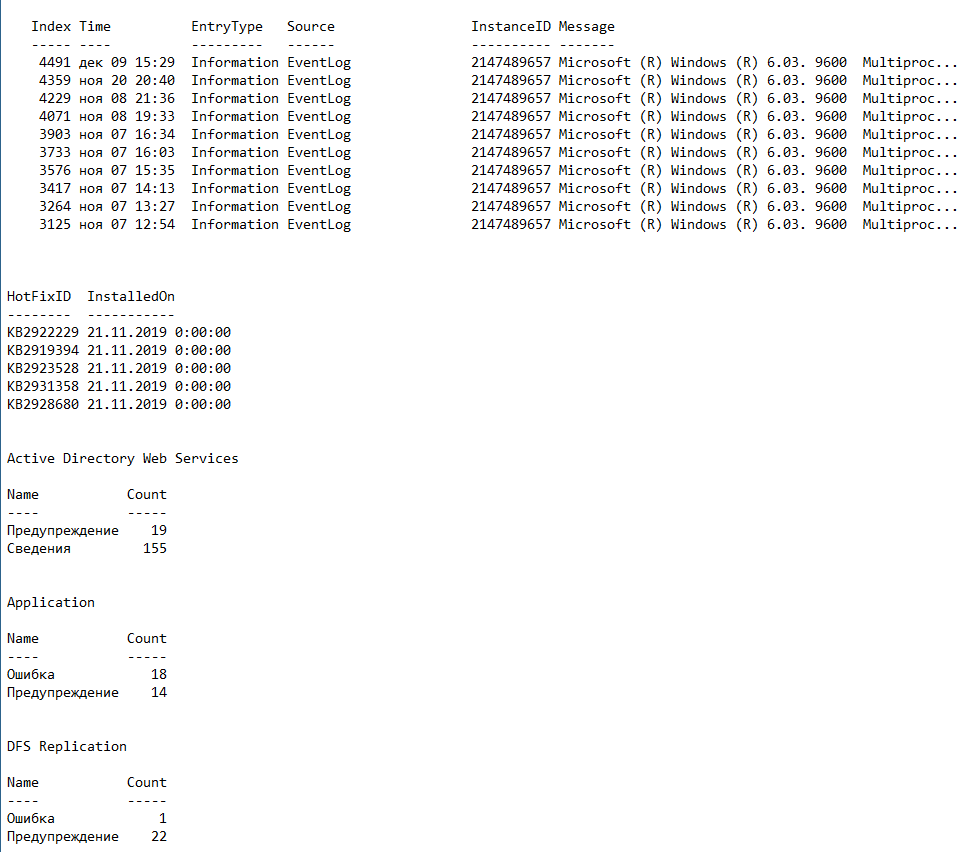 Index Time EntryType Source InstanceID Message
----- ---- --------- ------ ---------- -------
4491 дек 09 15:29 Information EventLog 2147489657 Microsoft (R) Windows (R) 6.03. 9600 Multiproc...
4359 ноя 20 20:40 Information EventLog 2147489657 Microsoft (R) Windows (R) 6.03. 9600 Multiproc...
4229 ноя 08 21:36 Information EventLog 2147489657 Microsoft (R) Windows (R) 6.03. 9600 Multiproc...
4071 ноя 08 19:33 Information EventLog 2147489657 Microsoft (R) Windows (R) 6.03. 9600 Multiproc...
3903 ноя 07 16:34 Information EventLog 2147489657 Microsoft (R) Windows (R) 6.03. 9600 Multiproc...
3733 ноя 07 16:03 Information EventLog 2147489657 Microsoft (R) Windows (R) 6.03. 9600 Multiproc...
3576 ноя 07 15:35 Information EventLog 2147489657 Microsoft (R) Windows (R) 6.03. 9600 Multiproc...
3417 ноя 07 14:13 Information EventLog 2147489657 Microsoft (R) Windows (R) 6.03. 9600 Multiproc...
3264 ноя 07 13:27 Information EventLog 2147489657 Microsoft (R) Windows (R) 6.03. 9600 Multiproc...
3125 ноя 07 12:54 Information EventLog 2147489657 Microsoft (R) Windows (R) 6.03. 9600 Multiproc...
HotFixID InstalledOn
-------- -----------
KB2922229 21.11.2019 0:00:00
KB2919394 21.11.2019 0:00:00
KB2923528 21.11.2019 0:00:00
KB2931358 21.11.2019 0:00:00
KB2928680 21.11.2019 0:00:00
Active Directory Web Services
Name Count
---- -----
Предупреждение 19
Сведения 155
Application
Name Count
---- -----
Ошибка 18
Предупреждение 14
DFS Replication
Name Count
---- -----
Ошибка 1
Предупреждение 22